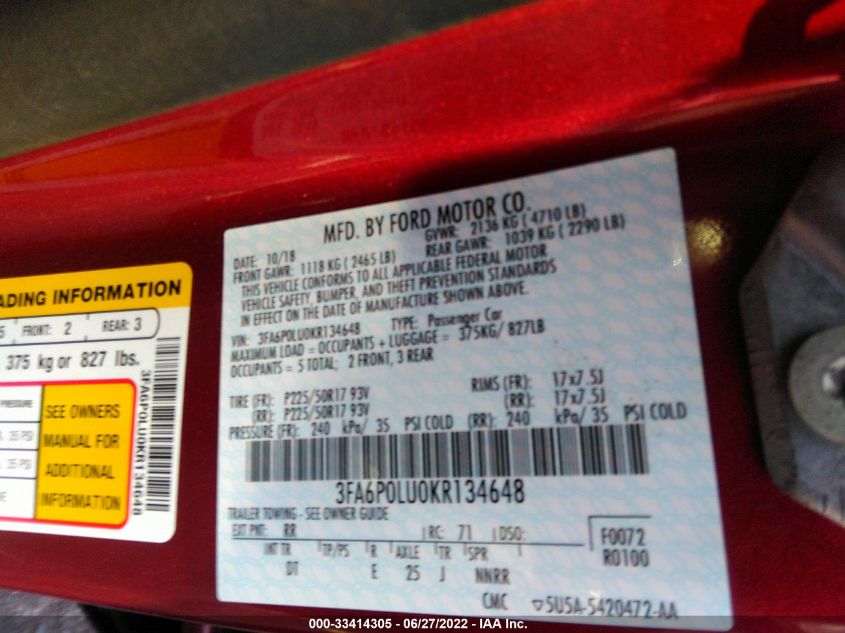 MFD. BY FORD MOTOR CO.
DATE: 10/18 GVWR: 2136 KG ( 4710 LB)
FRONT GAWR: 1118 KG ( 2465 LB) REAR GAWR: 1039 KG ( 2290 LB)
THIS VEHICLE CONFORMS TO ALL APPLICABLE FEDERAL MOTOR
VEHICLE SAFETY, BUMPER, AND THEFT PREVENTION STANDARDS
IN EFFECT ON THE DATE OF MANUFACTURE SHOWN ABOVE.
VIN: 3FA6P0LU0KR134648 TYPE: Passenger Car
MAXIMUM LOAD = OCCUPANTS + LUGGAGE = 375KG/ 827LB
OCCUPANTS = 5 TOTAL; 2 FRONT, 3 REAR
TIRE (FR): P225/50R17 93V RIMS (FR): 17x7.5J
(RR): P225/50R17 93V (RR): 17x7.5J
PRESSURE (FR): 240 kPa/ 35 PSI COLD (RR): 240 kPa/ 35 PSI COLD
3FA6P0LU0KR134648
TRAILER TOWING - SEE OWNER GUIDE
EXT PNT: RR RC: 71 DSO: F0072
R0100
INT TR TP/PS R AXLE TR SPR
DT E 25 J NNRR
CMC 5U5A-5420472-AA
ADING INFORMATION
5 FRONT: 2 REAR: 3
375 kg or 827 lbs.
PRESSURE
35 PSI
35 PSI
SEE OWNERS
MANUAL FOR
ADDITIONAL
INFORMATION
3FA6P0LU0KR134648
000-33414305 - 06/27/2022 - IAA Inc.